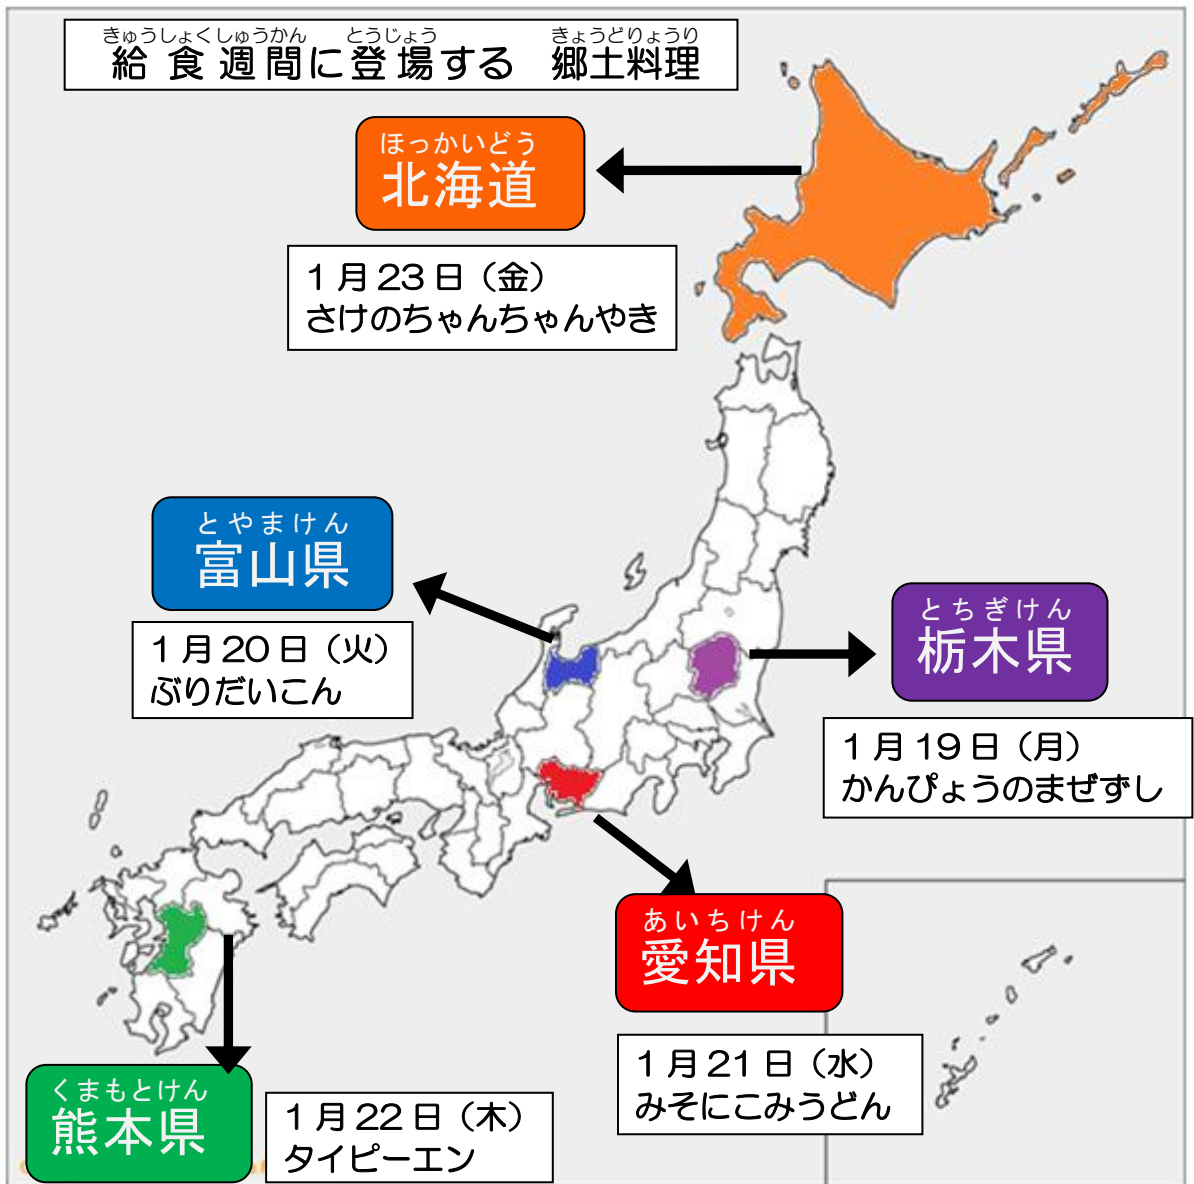 きゅうしょくしゅうかん とうじょう きょうどりょうり
給食週間に登場する 郷土料理
ほっかいどう
北海道
1月23日（金）
さけのちゃんちゃんやき
とやまけん
富山県
1月20日（火）
ぶりだいこん
とちぎけん
栃木県
1月19日（月）
かんぴょうのまぜずし
あいちけん
愛知県
1月21日（水）
みそにこみうどん
くまもとけん
熊本県
1月22日（木）
タイピーエン